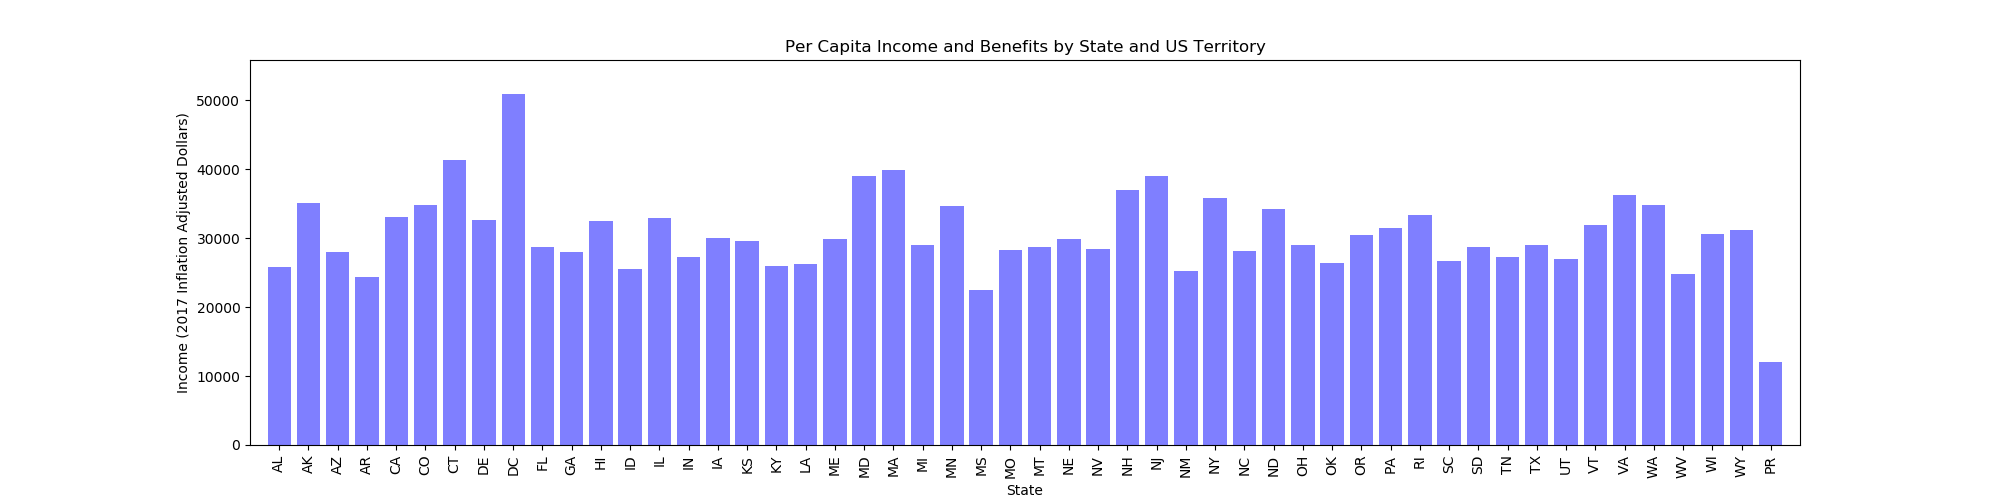 Per Capita Income and Benefits by State and US Territory
Income (2017 Inflation Adjusted Dollars)
50000
40000
30000
20000
10000
0
AL AK AZ AR CA CO CT DE DC FL GA HI ID IL IN IA KS KY LA ME MD MA MI MN MS MO MT NE NV NH NJ NM NY NC ND OH OK OR PA RI SC SD TN TX UT VT VA WA WV WI WY PR
State